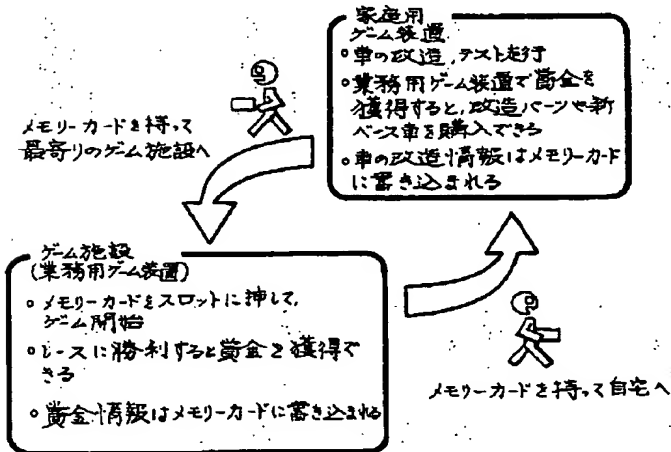 家庭用
ゲーム装置
○車の改造,テスト走行
○業務用ゲーム装置で賞金を
獲得すると,改造パーツや新
ベース車を購入できる
○車の改造情報はメモリーカード
に書き込まれる
メモリーカードを持って
最寄りのゲーム施設へ
ゲーム施設
(業務用ゲーム装置)
○メモリーカードをスロットに挿して,
ゲーム開始
○レースに勝利すると賞金を獲得で
きる
○賞金情報はメモリーカードに書き込まれる
メモリーカードを持って自宅へ